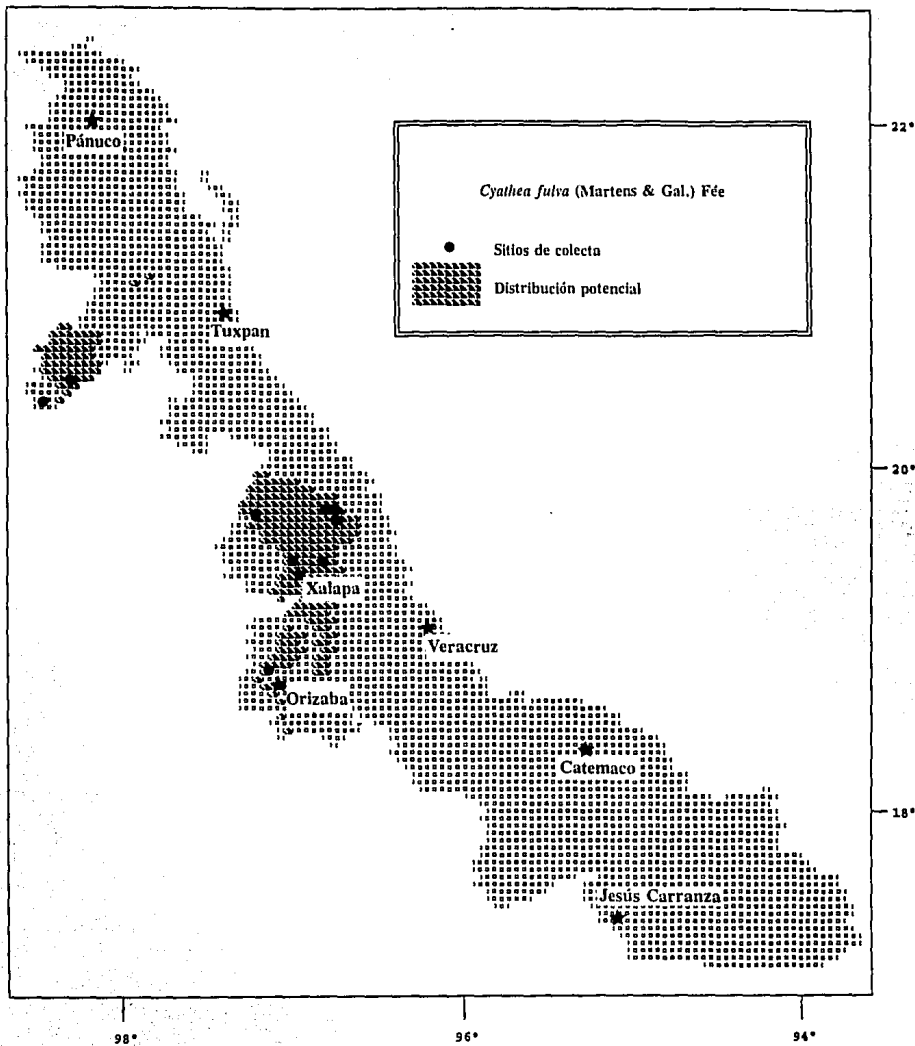 Pánuco
22°
Cyathea fulva (Martens & Gal.) Fée
Sitios de colecta
Distribución potencial
Tuxpan
20°
Xalapa
Veracruz
Orizaba
Catemaco
18°
Jesús Carranza
98°
96°
94°